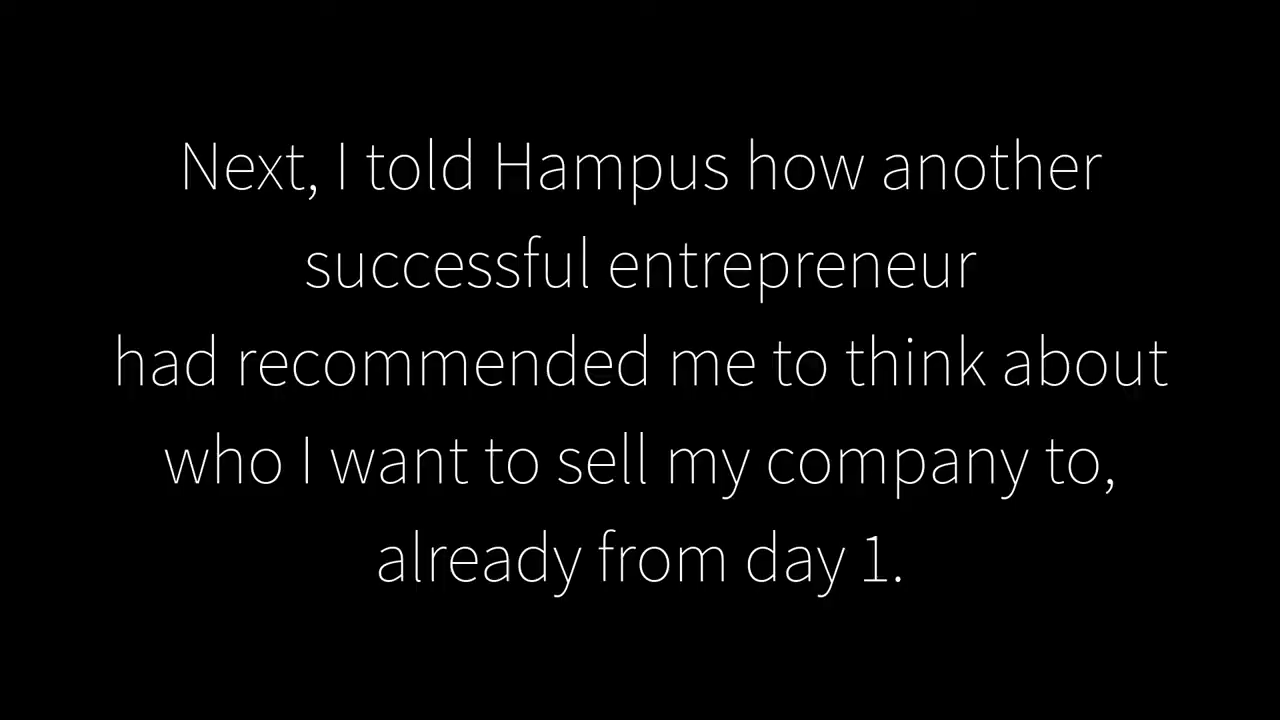 Next, I told Hampus how another
successful entrepreneur
had recommended me to think about
who I want to sell my company to,
already from day 1.